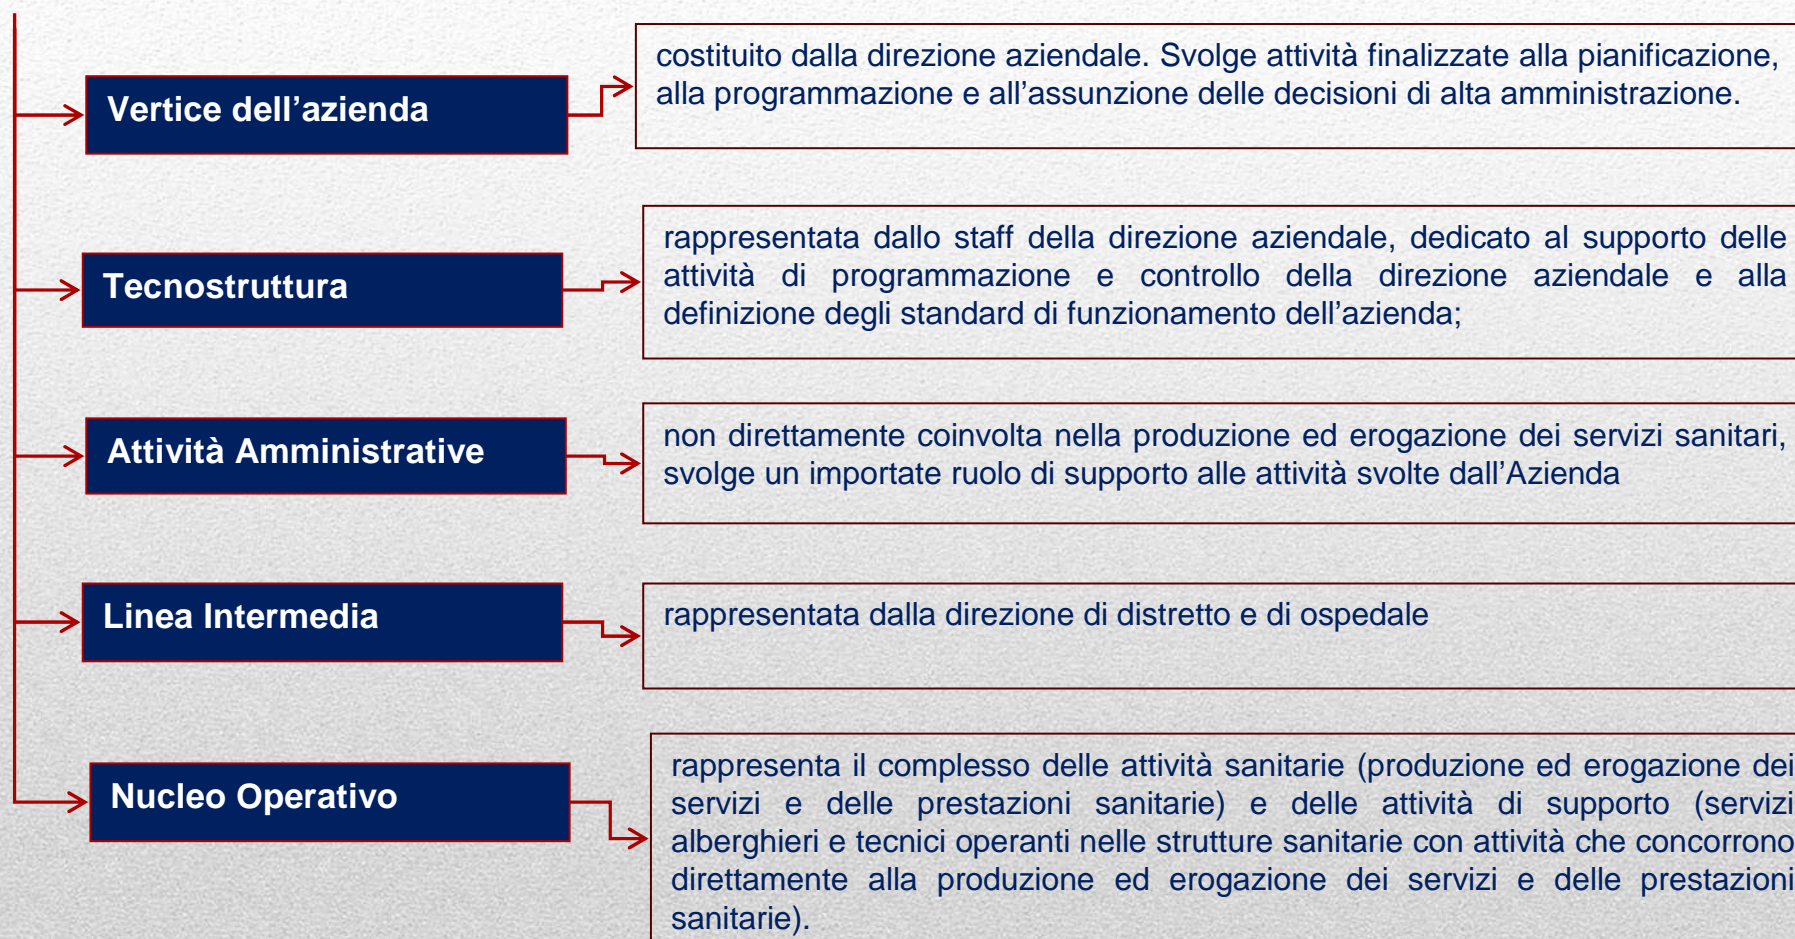 Vertice dell’azienda
costituito dalla direzione aziendale. Svolge attività finalizzate alla pianificazione,
alla programmazione e all’assunzione delle decisioni di alta amministrazione.
Tecnostruttura
rappresentata dallo staff della direzione aziendale, dedicato al supporto delle
attività di programmazione e controllo della direzione aziendale e alla
definizione degli standard di funzionamento dell’azienda;
Attività Amministrative
non direttamente coinvolta nella produzione ed erogazione dei servizi sanitari,
svolge un importate ruolo di supporto alle attività svolte dall’Azienda
Linea Intermedia
rappresentata dalla direzione di distretto e di ospedale
Nucleo Operativo
rappresenta il complesso delle attività sanitarie (produzione ed erogazione dei
servizi e delle prestazioni sanitarie) e delle attività di supporto (servizi
alberghieri e tecnici operanti nelle strutture sanitarie con attività che concorrono
direttamente alla produzione ed erogazione dei servizi e delle prestazioni
sanitarie).